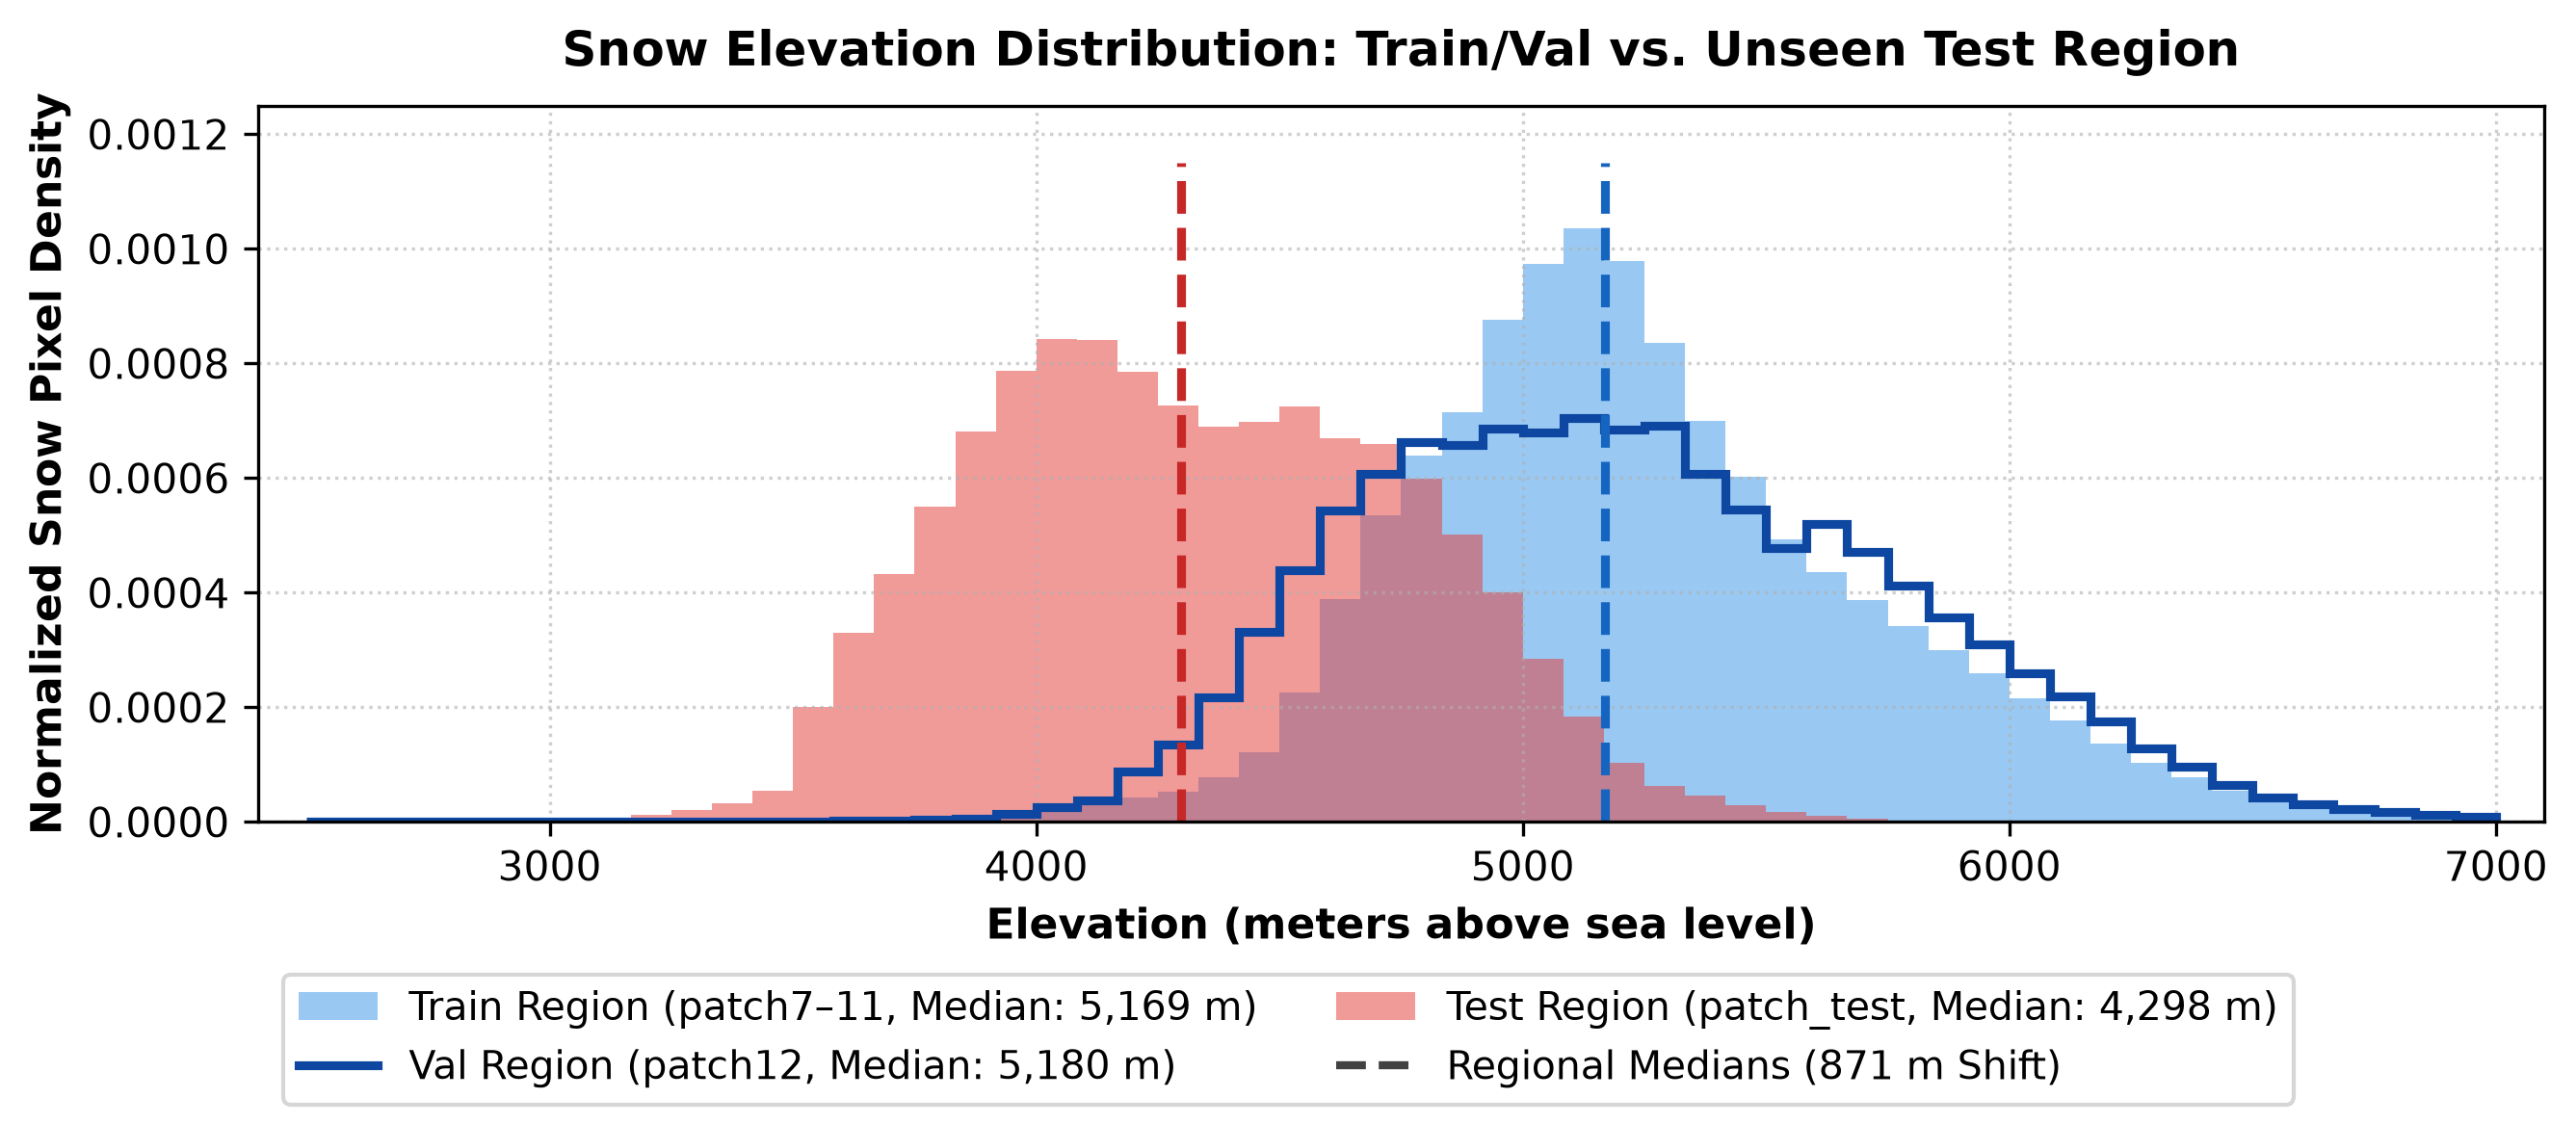 Snow Elevation Distribution: Train/Val vs. Unseen Test Region
Normalized Snow Pixel Density
0.0012
0.0010
0.0008
0.0006
0.0004
0.0002
0.0000
3000 4000 5000 6000 7000
Elevation (meters above sea level)
Train Region (patch7–11, Median: 5,169 m)
Val Region (patch12, Median: 5,180 m)
Test Region (patch_test, Median: 4,298 m)
Regional Medians (871 m Shift)